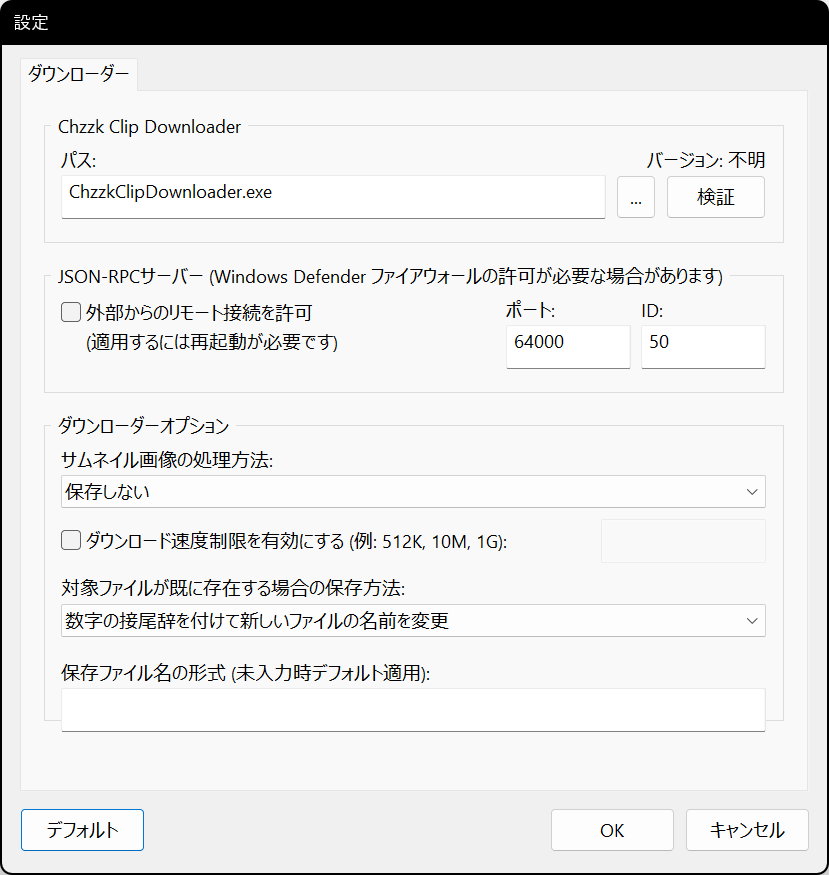 設定
ダウンローダー
Chzzk Clip Downloader
パス:
バージョン: 不明
ChzzkClipDownloader.exe
...
検証
JSON-RPCサーバー (Windows Defender ファイアウォールの許可が必要な場合があります)
外部からのリモート接続を許可
(適用するには再起動が必要です)
ポート:
ID:
64000
50
ダウンローダーオプション
サムネイル画像の処理方法:
保存しない
ダウンロード速度制限を有効にする (例: 512K, 10M, 1G):
対象ファイルが既に存在する場合の保存方法:
数字の接尾辞を付けて新しいファイルの名前を変更
保存ファイル名の形式 (未入力時デフォルト適用):
デフォルト
OK
キャンセル